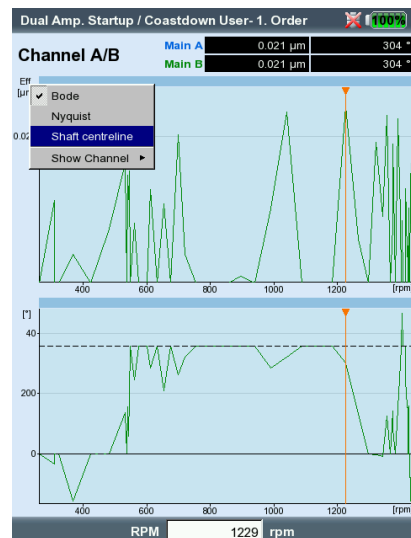 Dual Amp. Startup / Coastdown User- 1. Order 100%
Channel A/B
Main A 0.021 µm 304 °
Main B 0.021 µm 304 °
Eff
[µm
Bode
Nyquist
Shaft centreline
Show Channel
0.02
400 600 800 1000 1200 [rpm
[°]
40
200
0
400 600 800 1000 1200 [rpm
RPM 1229 rpm